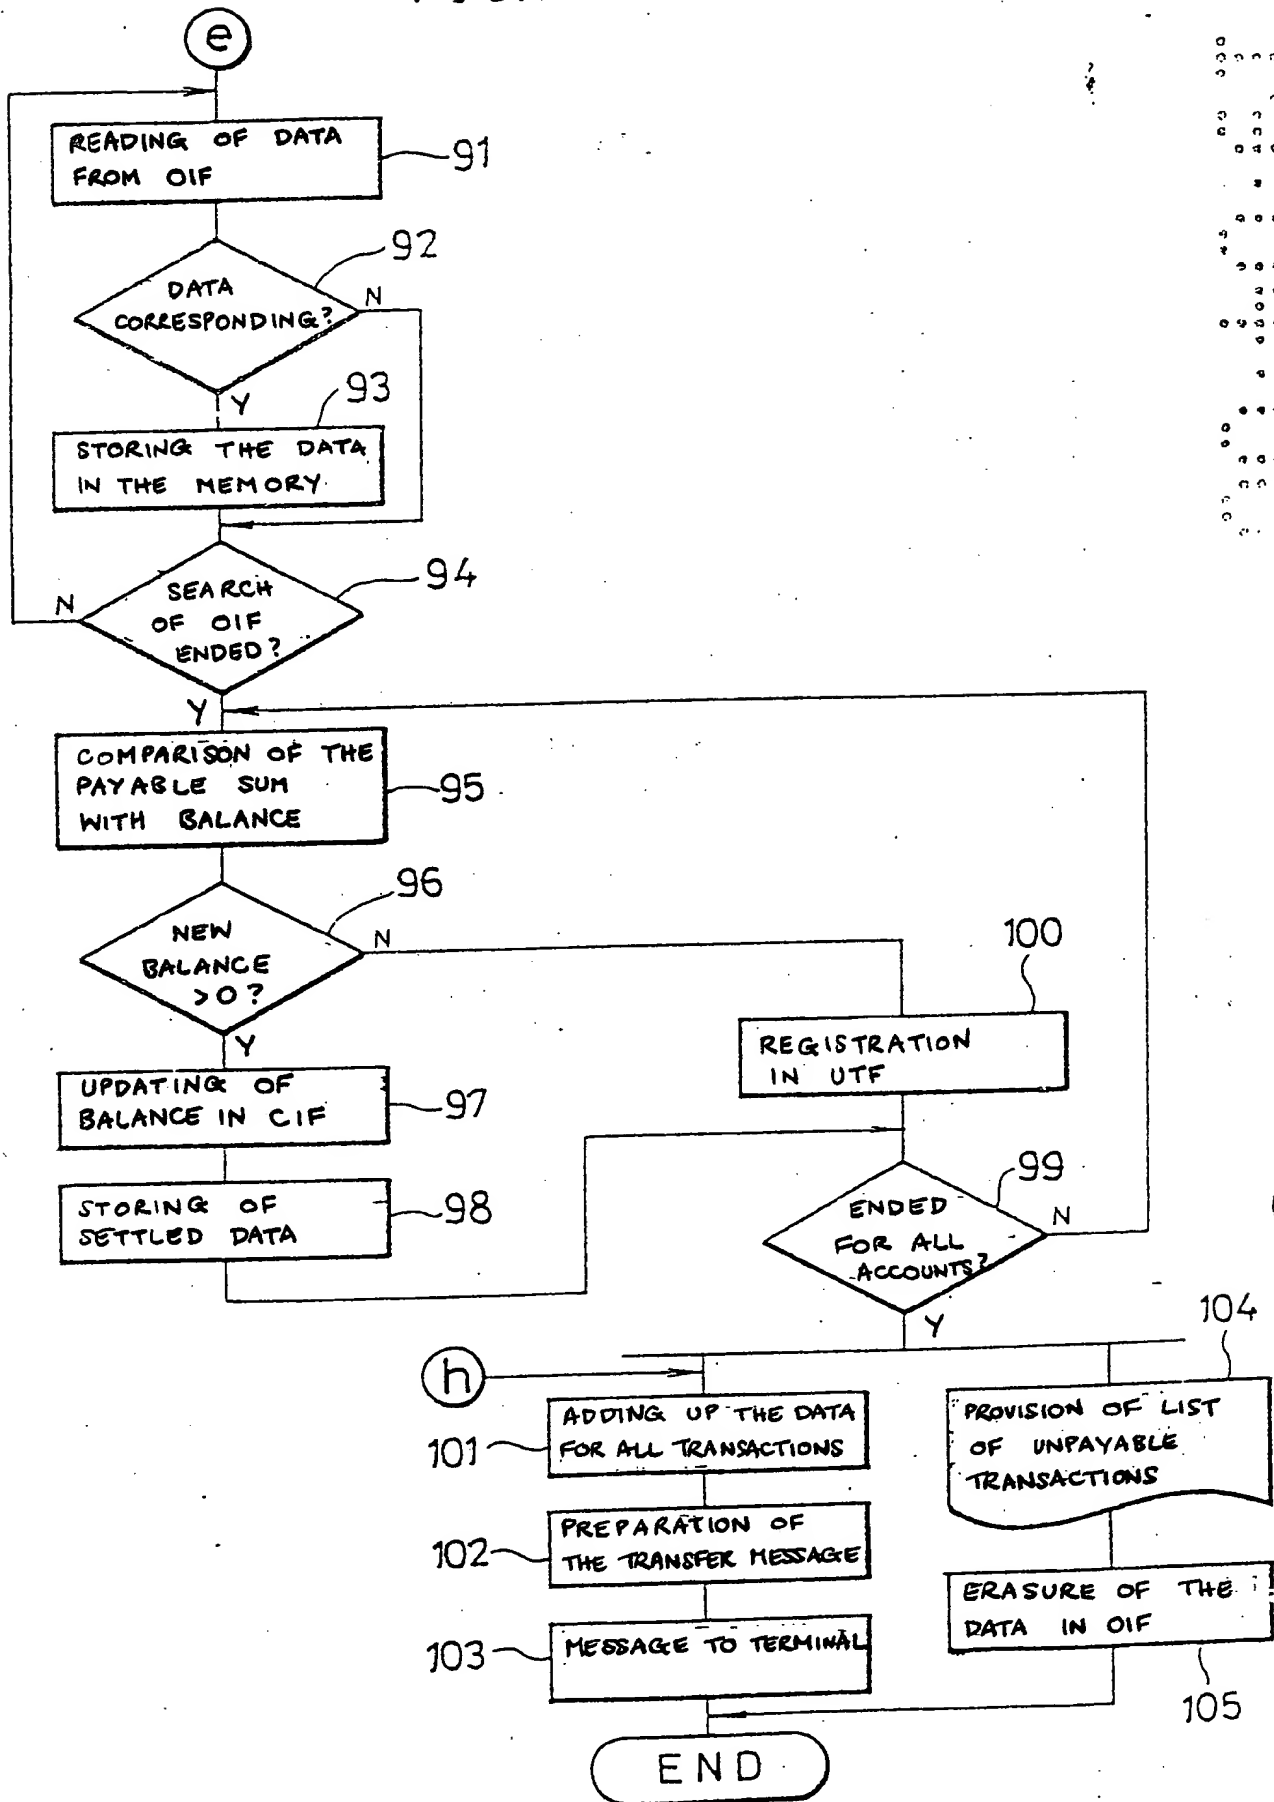 e
READING OF DATA
FROM OIF
91
92
DATA
CORRESPONDING?
N
Y
93
STORING THE DATA
IN THE MEMORY
94
SEARCH
OF OIF
ENDED?
N
Y
COMPARISON OF THE
PAYABLE SUM
WITH BALANCE
95
96
NEW
BALANCE
>0?
N
Y
100
REGISTRATION
IN UTF
UPDATING OF
BALANCE IN CIF
97
STORING OF
SETTLED DATA
98
99
ENDED
FOR ALL
ACCOUNTS?
N
Y
h
104
ADDING UP THE DATA
FOR ALL TRANSACTIONS
101
PROVISION OF LIST
OF UNPAYABLE
TRANSACTIONS
PREPARATION OF
THE TRANSFER MESSAGE
102
ERASURE OF THE
DATA IN OIF
105
MESSAGE TO TERMINAL
103
END